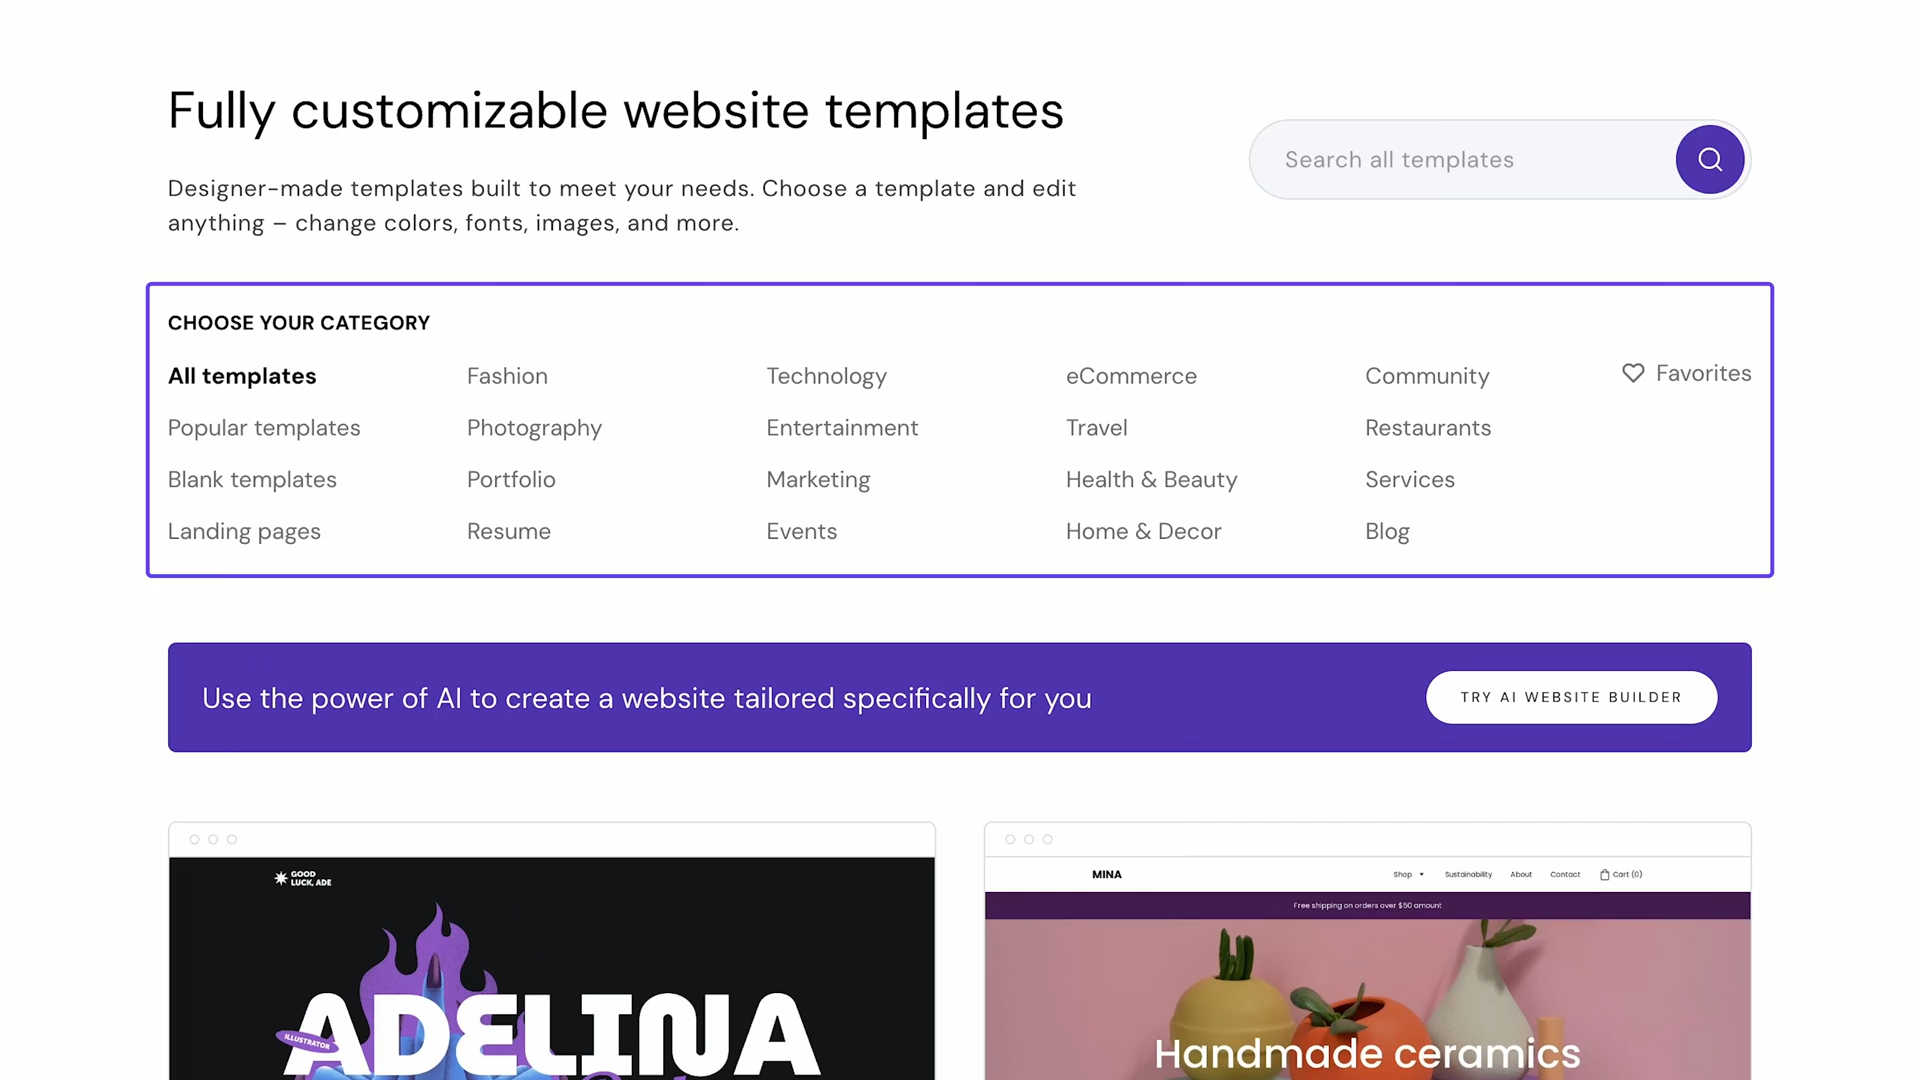 Fully customizable website templates
Search all templates
Designer-made templates built to meet your needs. Choose a template and edit
anything – change colors, fonts, images, and more.
CHOOSE YOUR CATEGORY
All templates
Popular templates
Blank templates
Landing pages
Fashion
Photography
Portfolio
Resume
Technology
Entertainment
Marketing
Events
eCommerce
Travel
Health & Beauty
Home & Decor
Community
Restaurants
Services
Blog
Favorites
Use the power of AI to create a website tailored specifically for you
TRY AI WEBSITE BUILDER
GOOD
LUCK, ADE
ADELINA
ILLUSTRATOR
MINA
Shop
Sustainability
About
Contact
Cart (0)
Free shipping on orders over $50 amount
Handmade ceramics